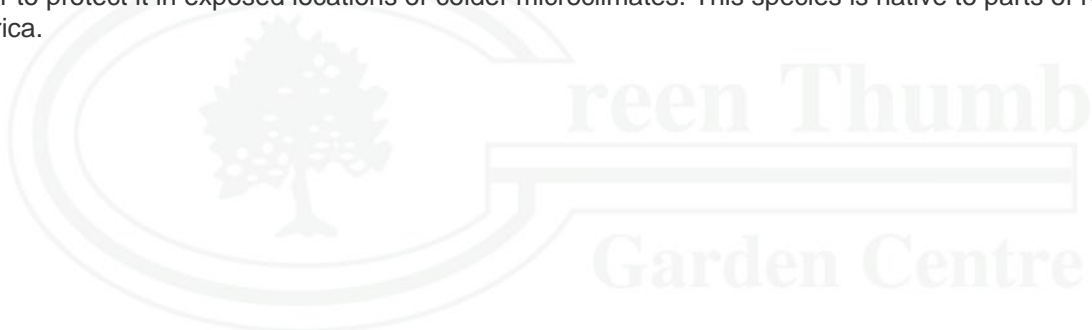 to protect it in exposed locations or colder microclimates. This species is native to parts of
rica.
reen Thumb
Garden Centre